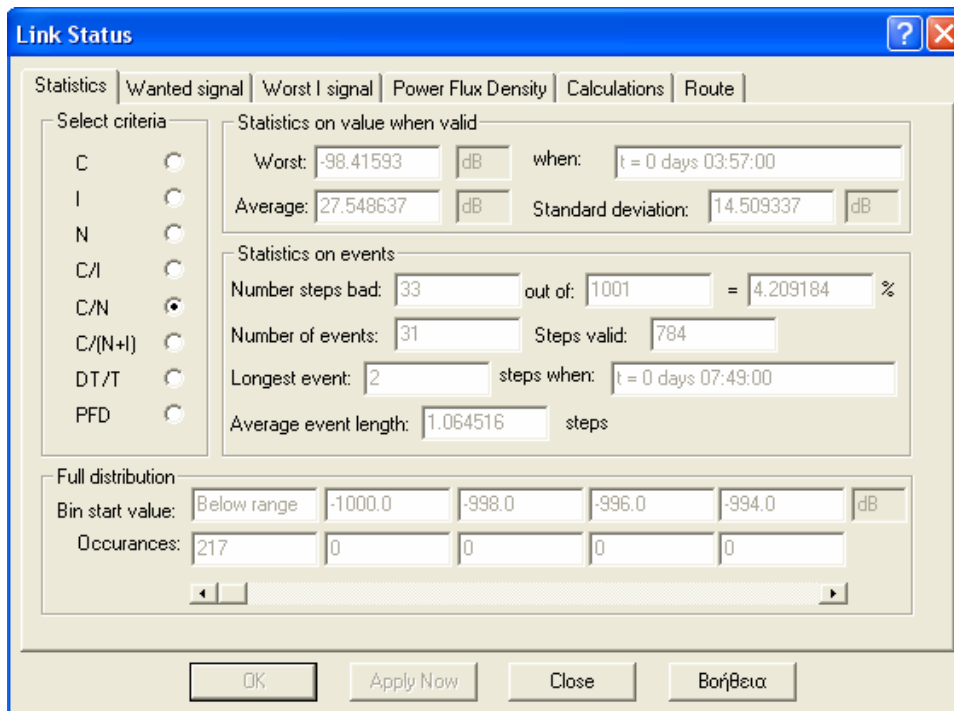 Link Status
Statistics Wanted signal Worst I signal Power Flux Density Calculations Route
Select criteria
C
I
N
C/I
C/N
C/(N+I)
DT/T
PFD
Statistics on value when valid
Worst: -98.41593 dB when: t = 0 days 03:57:00
Average: 27.548637 dB Standard deviation: 14.509337 dB
Statistics on events
Number steps bad: 33 out of: 1001 = 4.209184 %
Number of events: 31 Steps valid: 784
Longest event: 2 steps when: t = 0 days 07:49:00
Average event length: 1.064516 steps
Full distribution
Bin start value: Below range -1000.0 -998.0 -996.0 -994.0 dB
Occurances: 217 0 0 0 0
OK Apply Now Close Βοήθεια